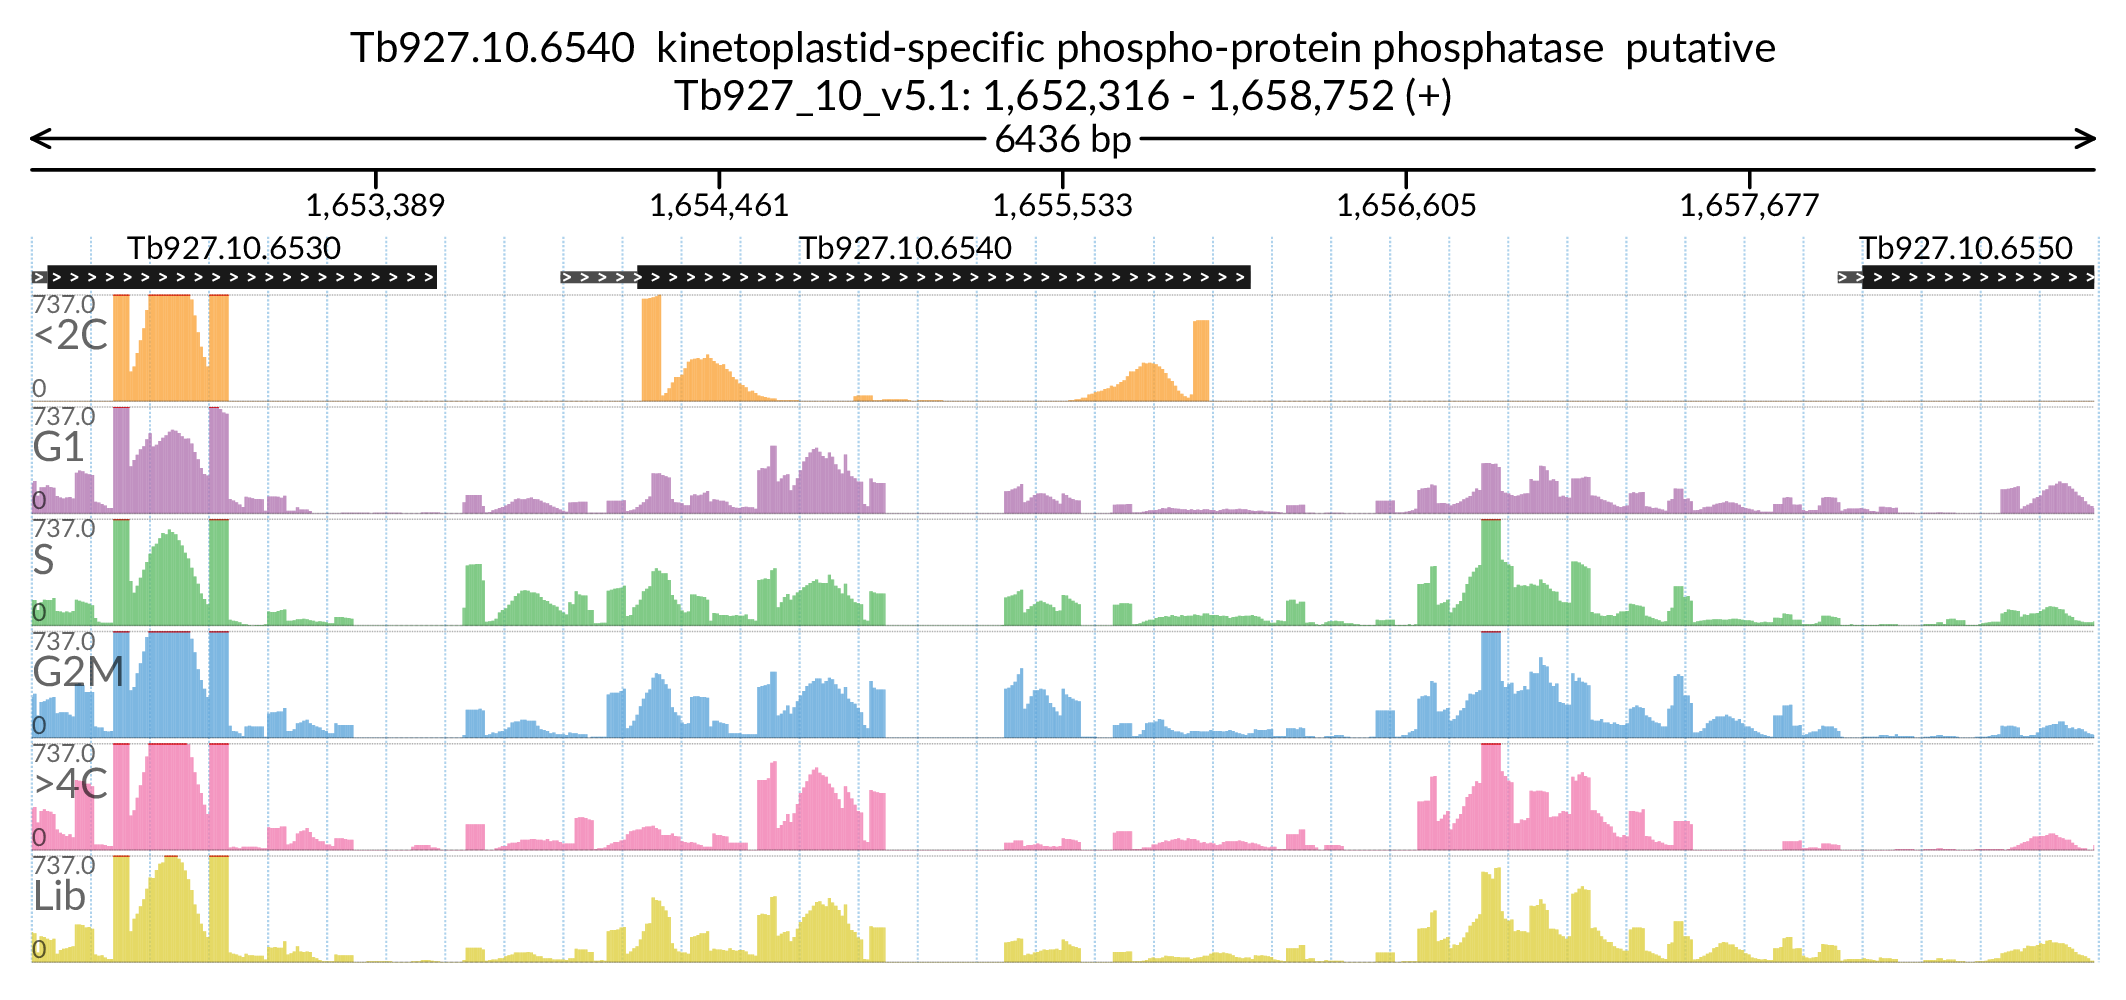 Tb927.10.6540  kinetoplastid-specific phospho-protein phosphatase  putative
Tb927_10_v5.1: 1,652,316 - 1,658,752 (+)
6436 bp
1,653,389 1,654,461 1,655,533 1,656,605 1,657,677
Tb927.10.6530 Tb927.10.6540 Tb927.10.6550
737.0
<2C
0
737.0
G1
0
737.0
S
0
737.0
G2M
0
737.0
>4C
0
737.0
Lib
0